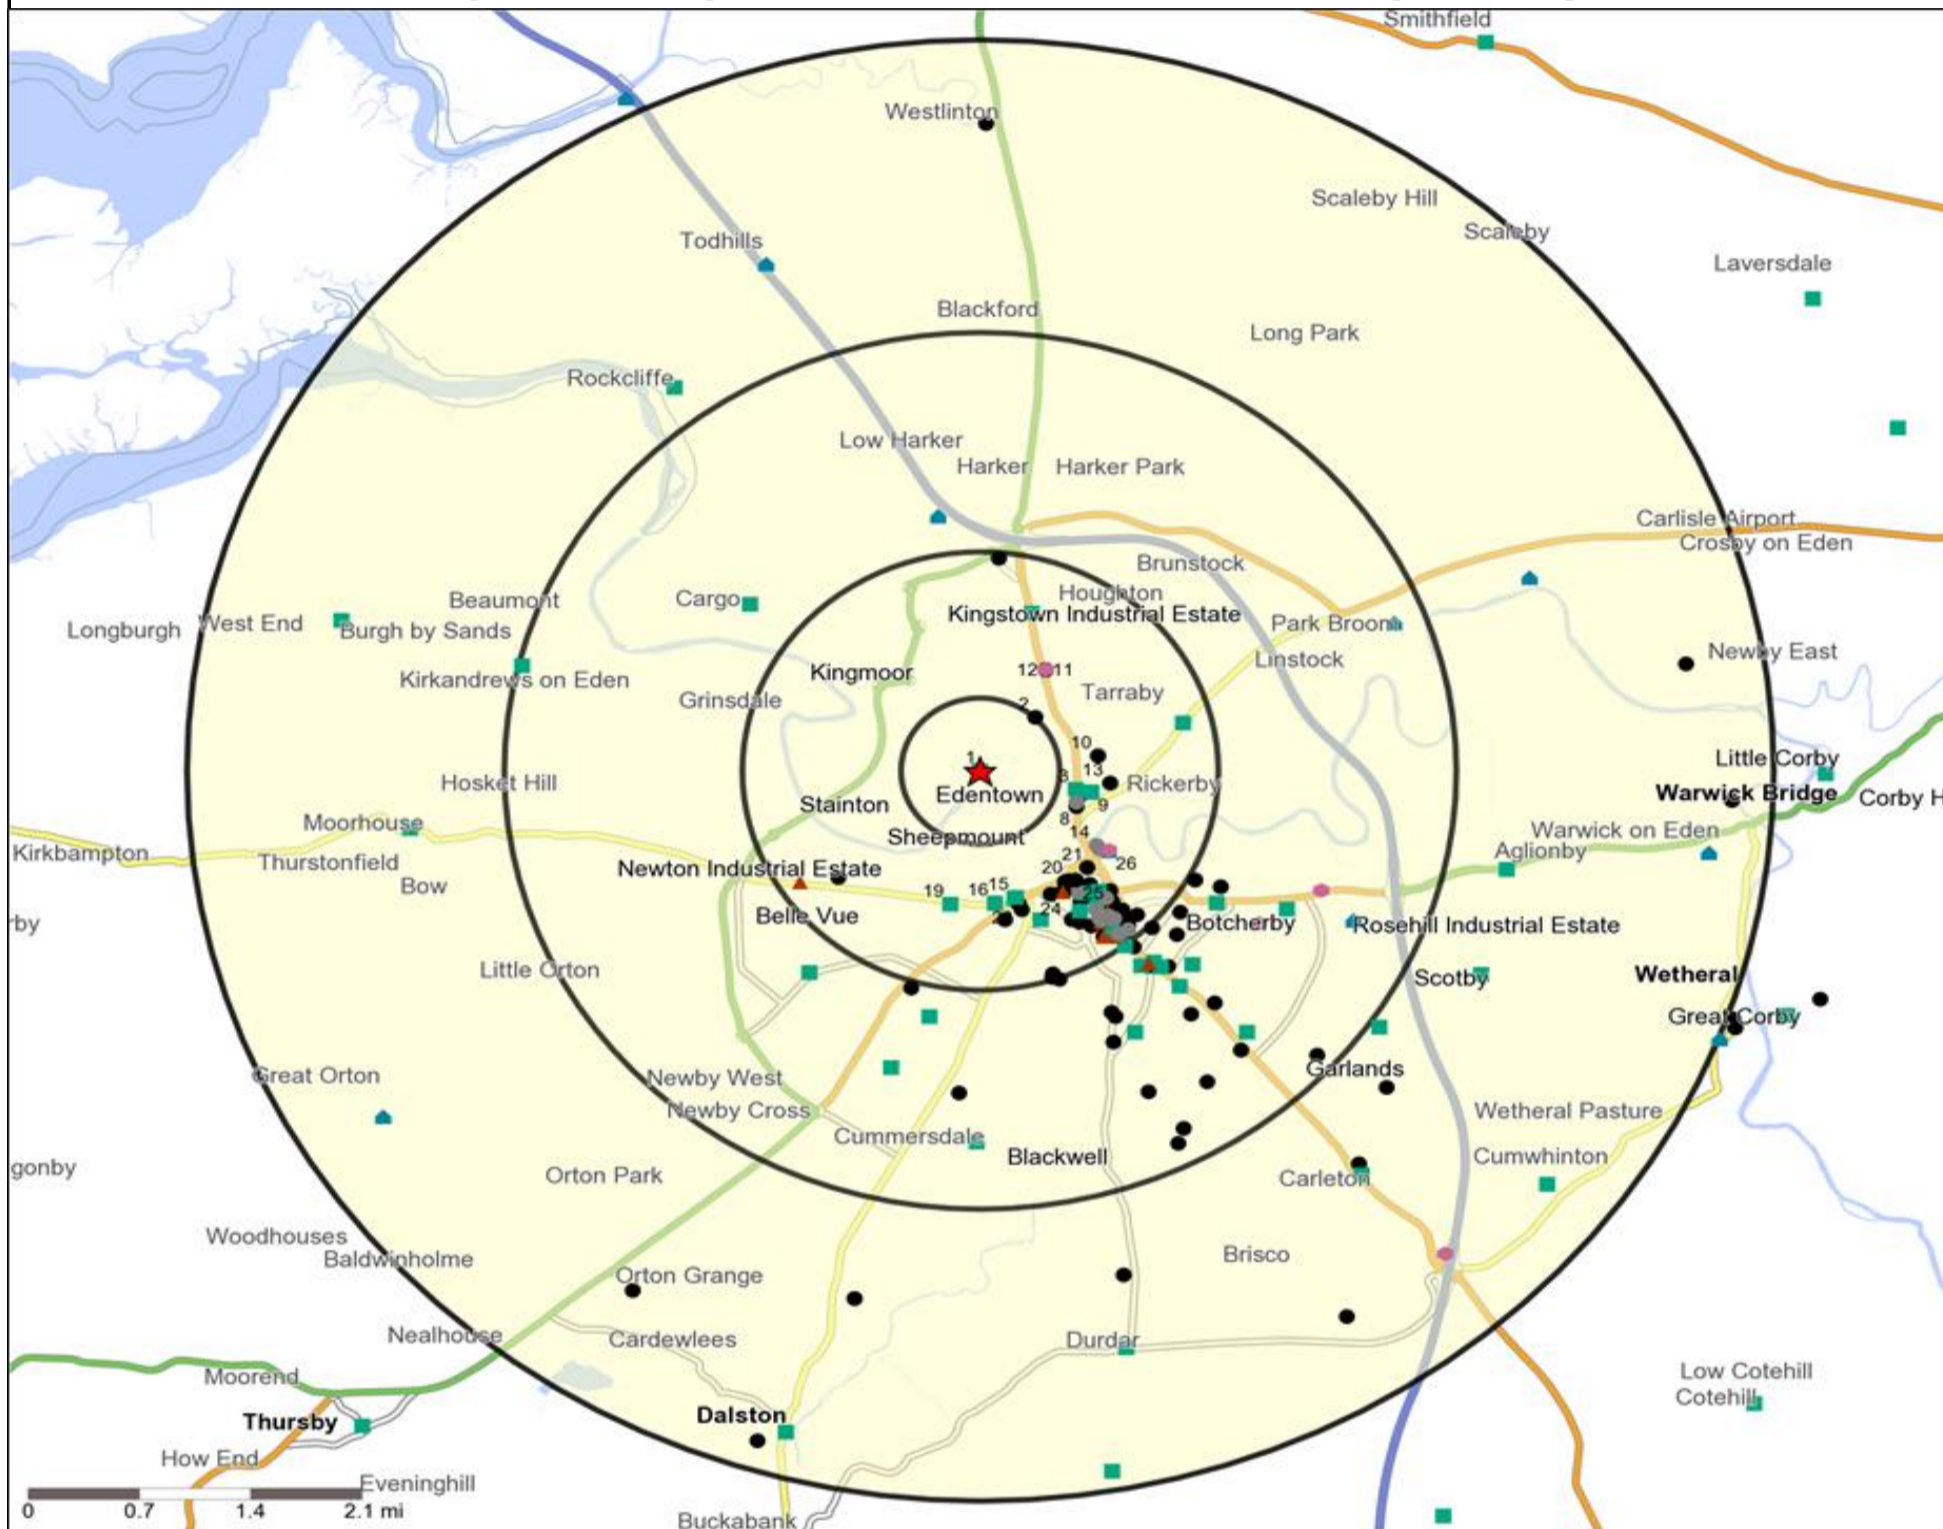 Smithfield
Westlinton
Scaleby Hill
Scaleby
Todhills
Laversdale
Blackford
Long Park
Rockcliffe
Low Harker
Harker
Harker Park
Carlisle Airport
Crosby on Eden
Brunstock
Houghton
Beaumont
Cargo
Kingstown Industrial Estate
Longburgh
West End
Burgh by Sands
Park Broom
Newby East
Linstock
Kingmoor
12
11
Kirkandrews on Eden
Grinsdale
Tarraby
2
10
1
13
3
Little Corby
Hosket Hill
Rickerby
Edentown
Warwick Bridge
Corby H
Stainton
9
8
Moorhouse
Sheepmount
14
Warwick on Eden
Kirkbampton
Thurstonfield
Aglionby
21
26
Newton Industrial Estate
20
Bow
19
16
15
25
24
Belle Vue
rby
Botcherby
Rosehill Industrial Estate
Little Orton
Scotby
Wetheral
Great Corby
Great Orton
Newby West
Garlands
Newby Cross
Wetheral Pasture
Cummersdale
Blackwell
Cumwhinton
gonby
Orton Park
Carleton
Woodhouses
Baldwinholme
Brisco
Orton Grange
Nealhouse
Cardewlees
Durdar
Moorend
Low Cotehill
Cotehill
Thursby
Dalston
How End
Eveninghill
0 0.7 1.4 2.1 mi
Buckabank